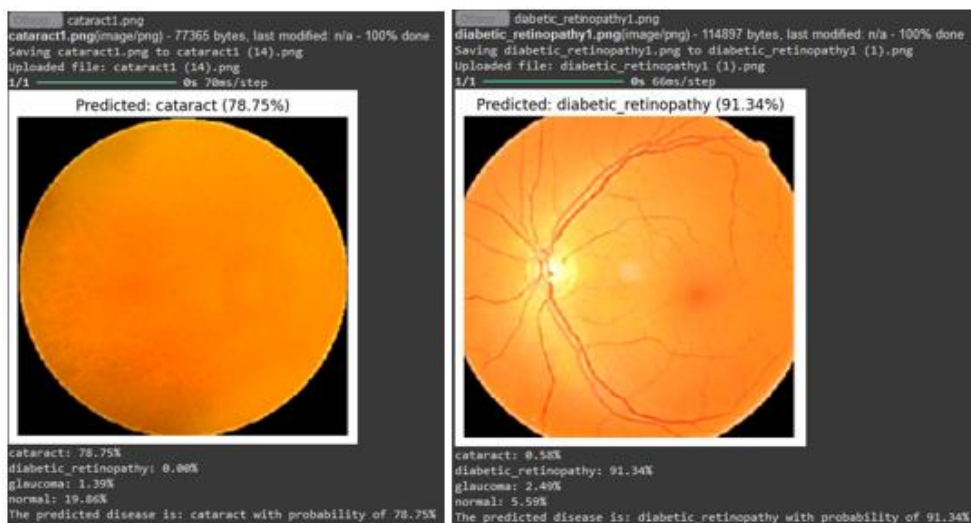 cataract1.png
cataract1.png(image/png) - 77365 bytes, last modified: n/a - 100% done
Saving cataract1.png to cataract1 (14).png
Uploaded file: cataract1 (14).png
1/1 0s 70ms/step
Predicted: cataract (78.75%)
cataract: 78.75%
diabetic_retinopathy: 0.00%
glaucoma: 1.39%
normal: 19.86%
The predicted disease is: cataract with probability of 78.75%
diabetic_retinopathy1.png
diabetic_retinopathy1.png(image/png) - 114897 bytes, last modified: n/a - 100% done
Saving diabetic_retinopathy1.png to diabetic_retinopathy1 (1).png
Uploaded file: diabetic_retinopathy1 (1).png
1/1 0s 66ms/step
Predicted: diabetic_retinopathy (91.34%)
cataract: 0.58%
diabetic_retinopathy: 91.34%
glaucoma: 2.49%
normal: 5.59%
The predicted disease is: diabetic_retinopathy with probability of 91.34%